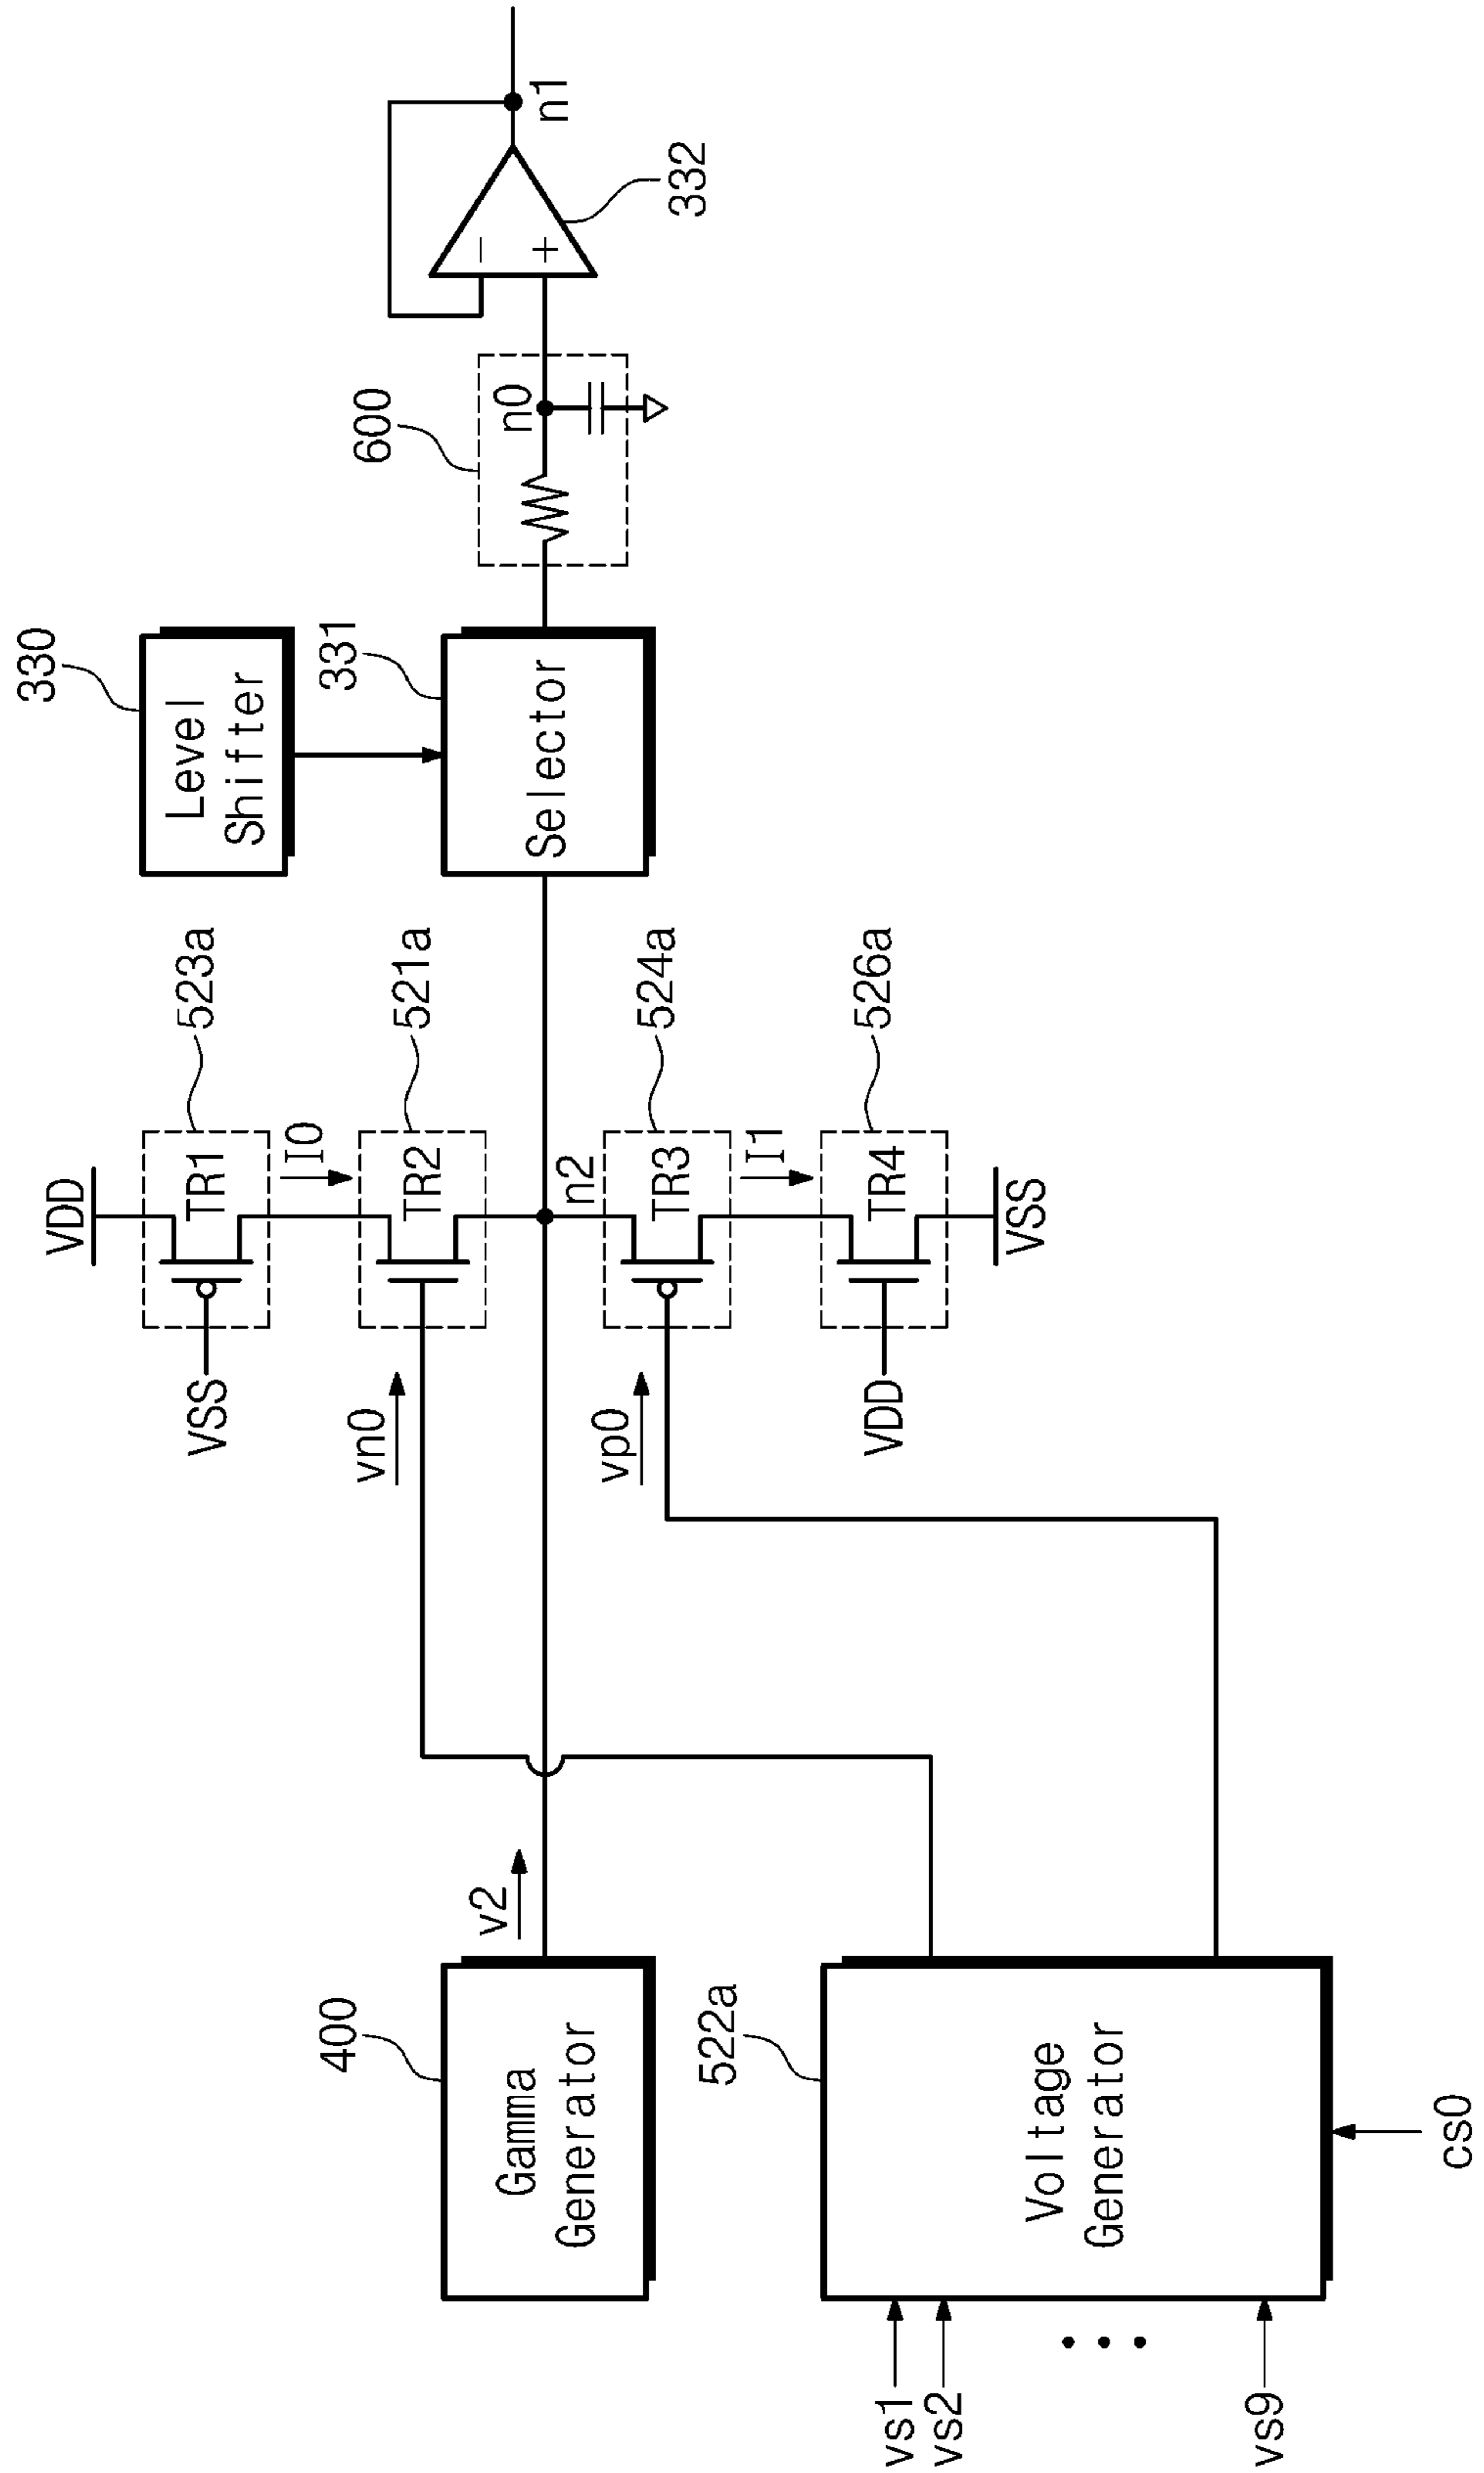 330
Level
Shifter
VDD
523a
TR1
VSS
I0
331
Selector
600
n0
n1
−
+
332
521a
TR2
vn0
400
Gamma
Generator
v2
n2
524a
TR3
vp0
I1
526a
TR4
VDD
VSS
522a
Voltage
Generator
vs1
vs2
vs9
cs0